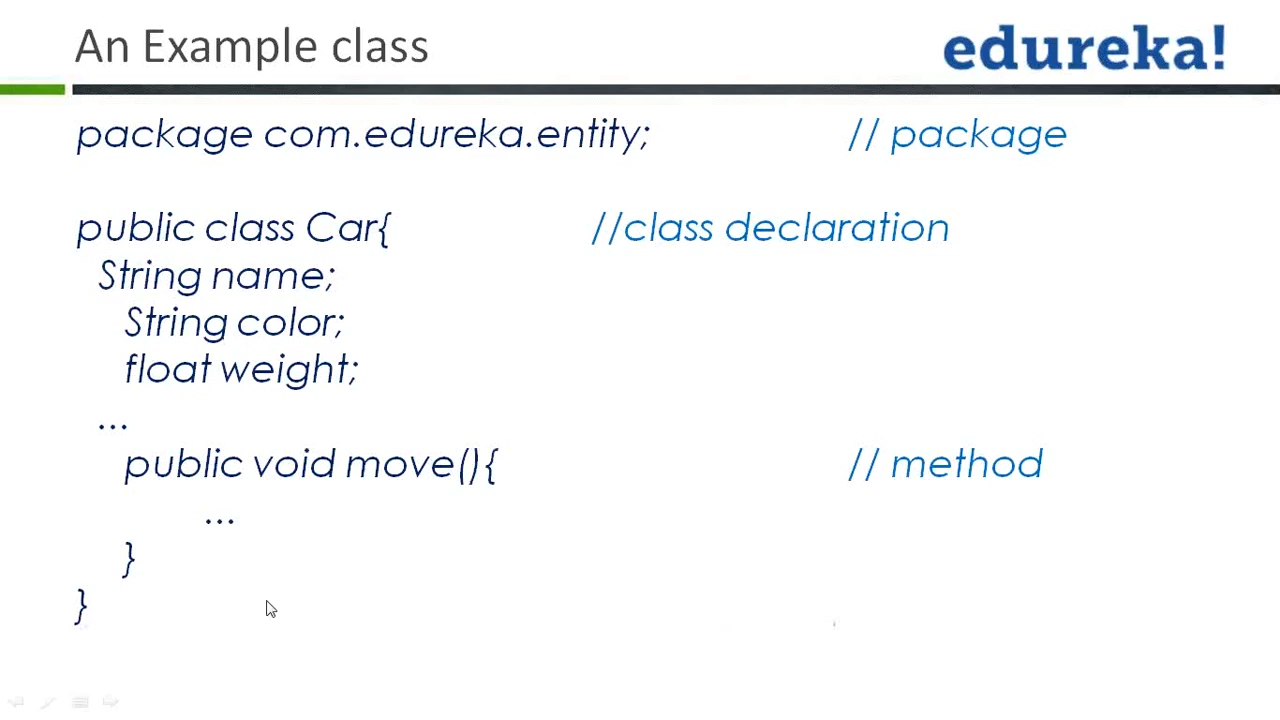 An Example class
edureka!
package com.edureka.entity; // package
public class Car{ //class declaration
String name;
String color;
float weight;
...
public void move(){ // method
...
}
}